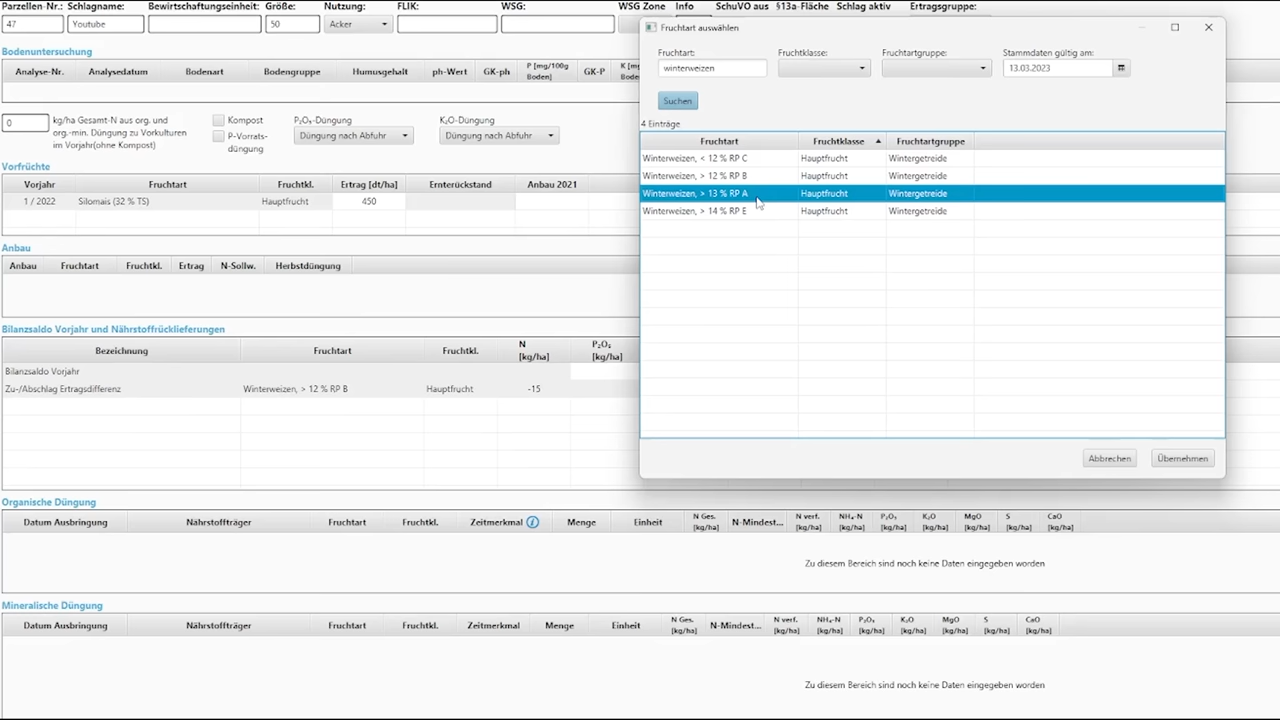 Parzellen-Nr.: Schlagname: Bewirtschaftungseinheit: Größe: Nutzung: FLIK: WSG: WSG Zone Info SchuVO aus §13a-Fläche Schlag aktiv Ertragsgruppe:
47 Youtube 50 Acker
Bodenuntersuchung
Analyse-Nr. Analysedatum Bodenart Bodengruppe Humusgehalt ph-Wert GK-ph P [mg/100g Boden] GK-P K [mg
Boden]
0
kg/ha Gesamt-N aus org. und
org.-min. Düngung zu Vorkulturen
im Vorjahr(ohne Kompost)
Kompost
P-Vorrats-
düngung
P₂O₅-Düngung
Düngung nach Abfuhr
K₂O-Düngung
Düngung nach Abfuhr
Vorfrüchte
Vorjahr Fruchtart Fruchtkl. Ertrag [dt/ha] Ernterückstand Anbau 2021
1 / 2022 Silomais (32 % TS) Hauptfrucht 450
Anbau
Anbau Fruchtart Fruchtkl. Ertrag N-Sollw. Herbstdüngung
Bilanzsaldo Vorjahr und Nährstoffrücklieferungen
Bezeichnung Fruchtart Fruchtkl. N [kg/ha] P₂O₅ [kg/ha]
Bilanzsaldo Vorjahr
Zu-/Abschlag Ertragsdifferenz Winterweizen, > 12 % RP B Hauptfrucht -15
Fruchtart auswählen
Fruchtart: Fruchtklasse: Fruchtartgruppe: Stammdaten gültig am:
winterweizen 13.03.2023
Suchen
4 Einträge
Fruchtart Fruchtklasse Fruchtartgruppe
Winterweizen, < 12 % RP C Hauptfrucht Wintergetreide
Winterweizen, > 12 % RP B Hauptfrucht Wintergetreide
Winterweizen, > 13 % RP A Hauptfrucht Wintergetreide
Winterweizen, > 14 % RP E Hauptfrucht Wintergetreide
Abbrechen Übernehmen
Organische Düngung
Datum Ausbringung Nährstoffträger Fruchtart Fruchtkl. Zeitmerkmal Menge Einheit N Ges. [kg/ha] N-Mindest... N verf. [kg/ha] NH₄-N [kg/ha] P₂O₅ [kg/ha] K₂O [kg/ha] MgO [kg/ha] S [kg/ha] CaO [kg/ha]
Zu diesem Bereich sind noch keine Daten eingegeben worden
Mineralische Düngung
Datum Ausbringung Nährstoffträger Fruchtart Fruchtkl. Zeitmerkmal Menge Einheit N Ges. [kg/ha] N-Mindest... N verf. [kg/ha] NH₄-N [kg/ha] P₂O₅ [kg/ha] K₂O [kg/ha] MgO [kg/ha] S [kg/ha] CaO [kg/ha]
Zu diesem Bereich sind noch keine Daten eingegeben worden